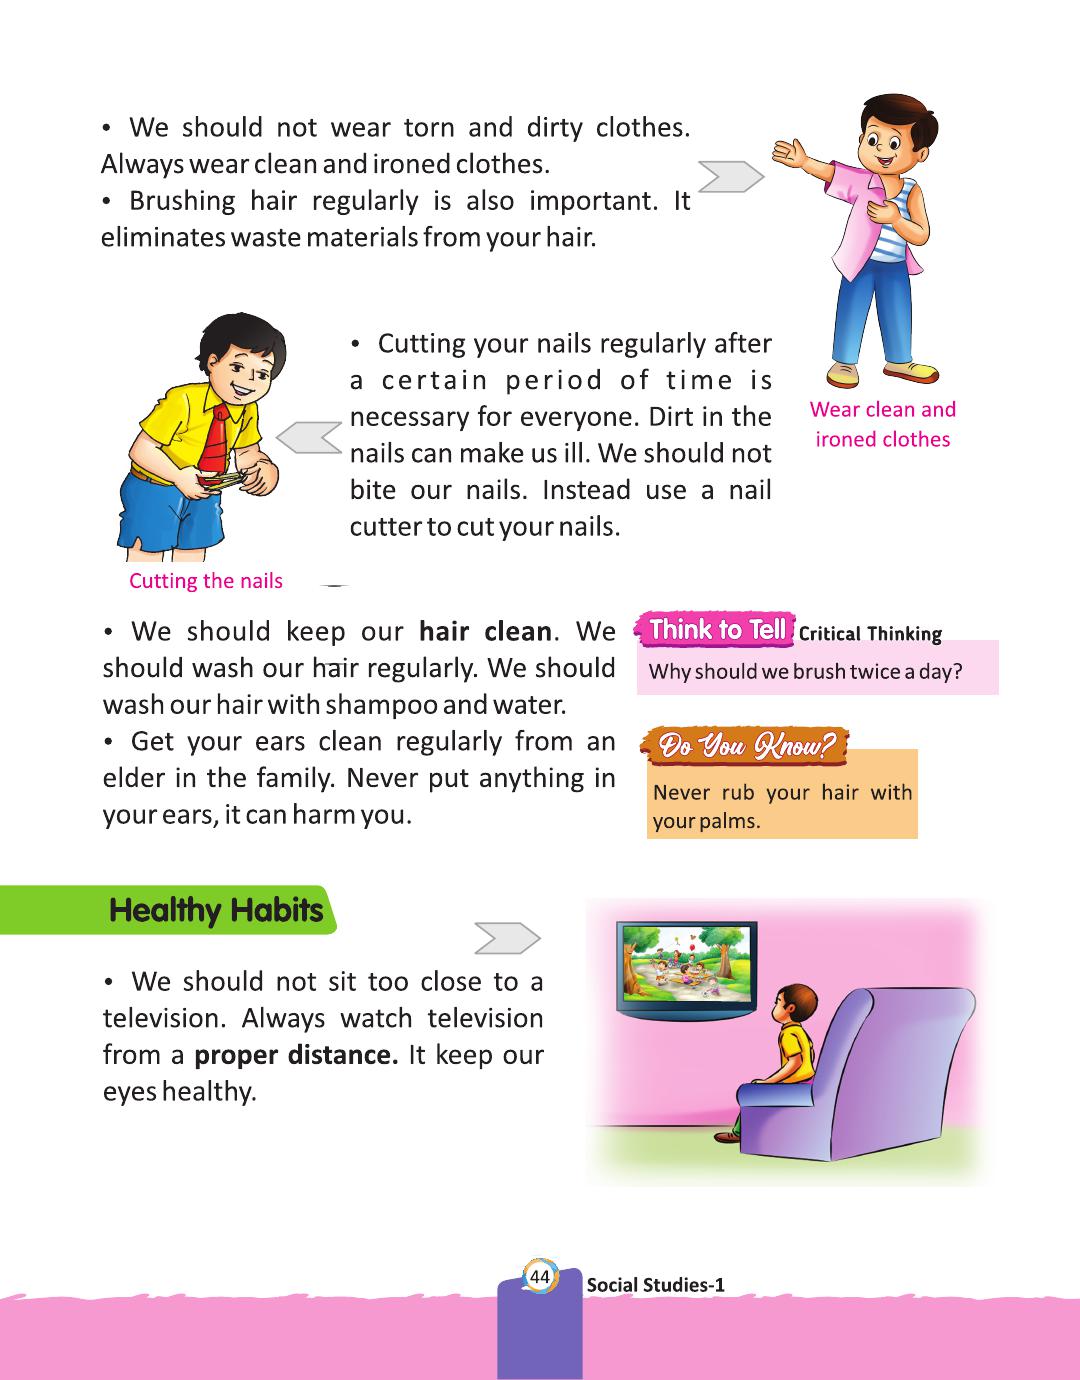 • We should not wear torn and dirty clothes.
Always wear clean and ironed clothes.
• Brushing hair regularly is also important. It
eliminates waste materials from your hair.
Wear clean and
ironed clothes
• Cutting your nails regularly after
a certain period of time is
necessary for everyone. Dirt in the
nails can make us ill. We should not
bite our nails. Instead use a nail
cutter to cut your nails.
Cutting the nails
• We should keep our hair clean. We
should wash our hair regularly. We should
wash our hair with shampoo and water.
• Get your ears clean regularly from an
elder in the family. Never put anything in
your ears, it can harm you.
Think to Tell Critical Thinking
Why should we brush twice a day?
Do You Know?
Never rub your hair with
your palms.
Healthy Habits
• We should not sit too close to a
television. Always watch television
from a proper distance. It keep our
eyes healthy.
44
Social Studies-1